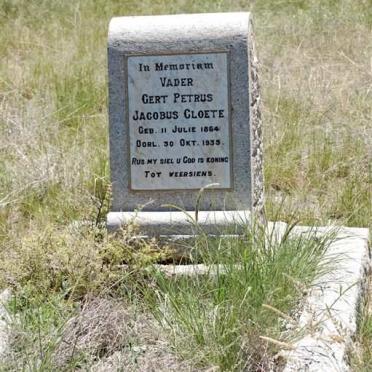 In Memoriam
Vader
Gert Petrus
Jacobus Cloete
Geb. 11 Julie 1864
Oorl. 30 Okt. 1935.
Rus my siel u God is koning
Tot weersiens.